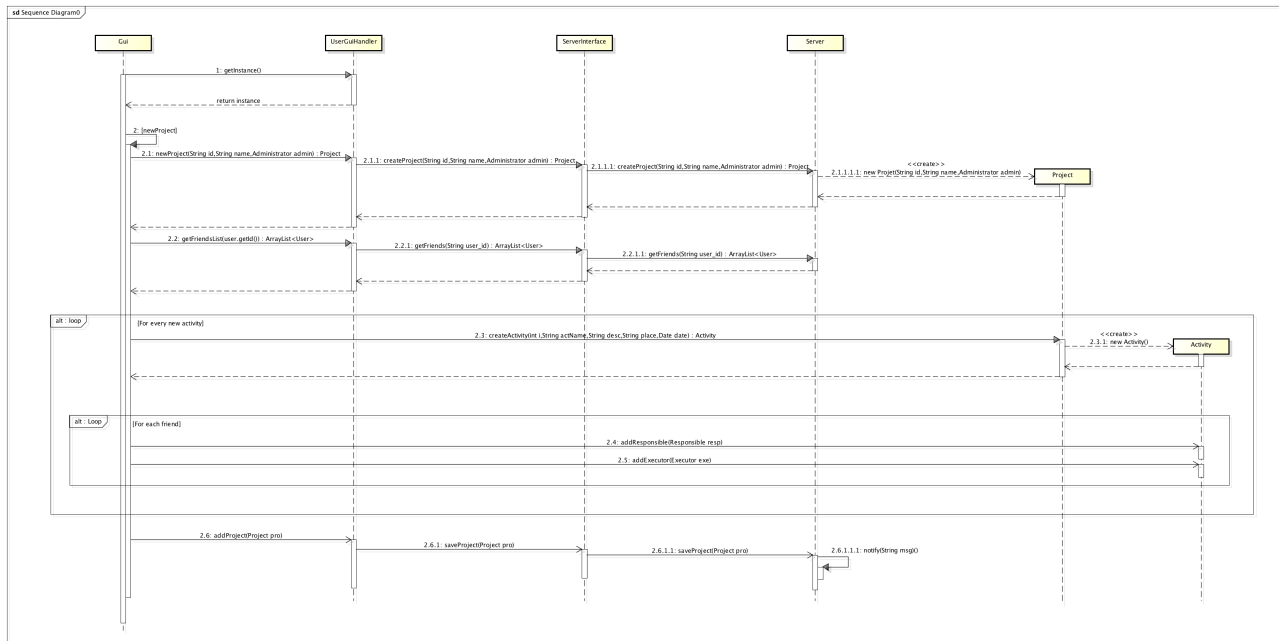 sd Sequence Diagram0
Gui
UserGuiHandler
ServerInterface
Server
1: getInstance()
return instance
2: [newProject]
2.1: newProject(String id,String name,Administrator admin) : Project
2.1.1: createProject(String id,String name,Administrator admin) : Project
2.1.1.1: createProject(String id,String name,Administrator admin) : Project
<<create>>
2.1.1.1.1: new Projet(String id,String name,Administrator admin)
Project
2.2: getFriendsList(user.getId()) : ArrayList<User>
2.2.1: getFriends(String user_id) : ArrayList<User>
2.2.1.1: getFriends(String user_id) : ArrayList<User>
alt : loop
[For every new activity]
2.3: createActivity(int i,String actName,String desc,String place,Date date) : Activity
<<create>>
2.3.1: new Activity()
Activity
alt : Loop
[For each friend]
2.4: addResponsible(Responsible resp)
2.5: addExecutor(Executor exe)
2.6: addProject(Project pro)
2.6.1: saveProject(Project pro)
2.6.1.1: saveProject(Project pro)
2.6.1.1.1: notify(String msg)()